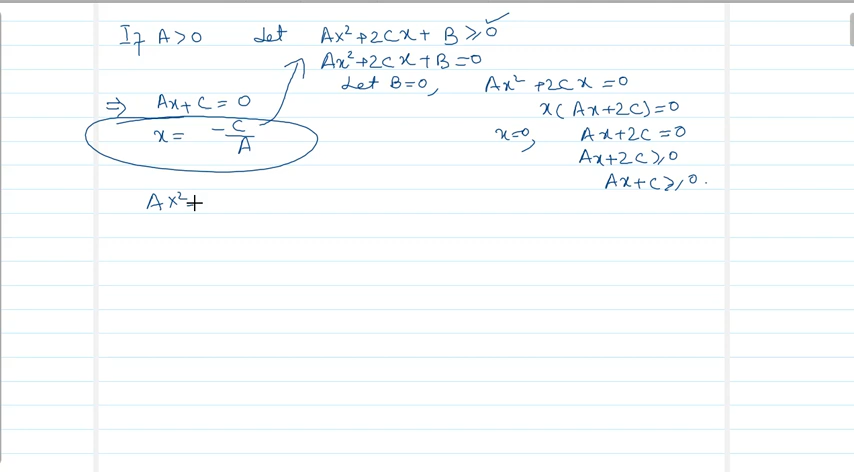 If A>0 Let Ax²+2Cx+B≥0 ✓
Ax²+2Cx+B=0
Let B=0, Ax²+2Cx=0
⇒ Ax+C=0
x(Ax+2C)=0
x= -C/A
x=0, Ax+2C=0
Ax+2C≥0
Ax+C≥0.
Ax²